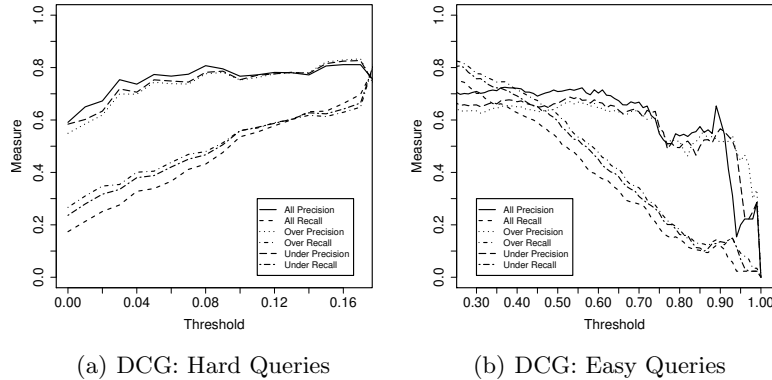 1.0
0.8
0.6
0.4
0.2
0.0
Measure
0.00 0.04 0.08 0.12 0.16
Threshold
All Precision
All Recall
Over Precision
Over Recall
Under Precision
Under Recall
(a) DCG: Hard Queries
1.0
0.8
0.6
0.4
0.2
0.0
Measure
0.30 0.40 0.50 0.60 0.70 0.80 0.90 1.00
Threshold
All Precision
All Recall
Over Precision
Over Recall
Under Precision
Under Recall
(b) DCG: Easy Queries